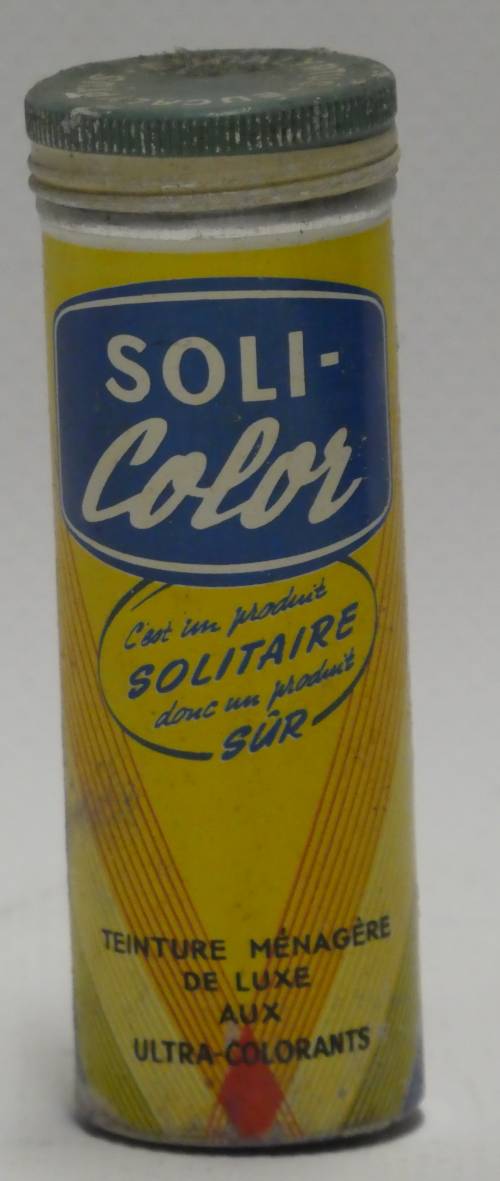 SOLI-
Color
C'est un produit
SOLITAIRE
donc un produit
SÛR
TEINTURE MÉNAGÈRE
DE LUXE
AUX
ULTRA-COLORANTS